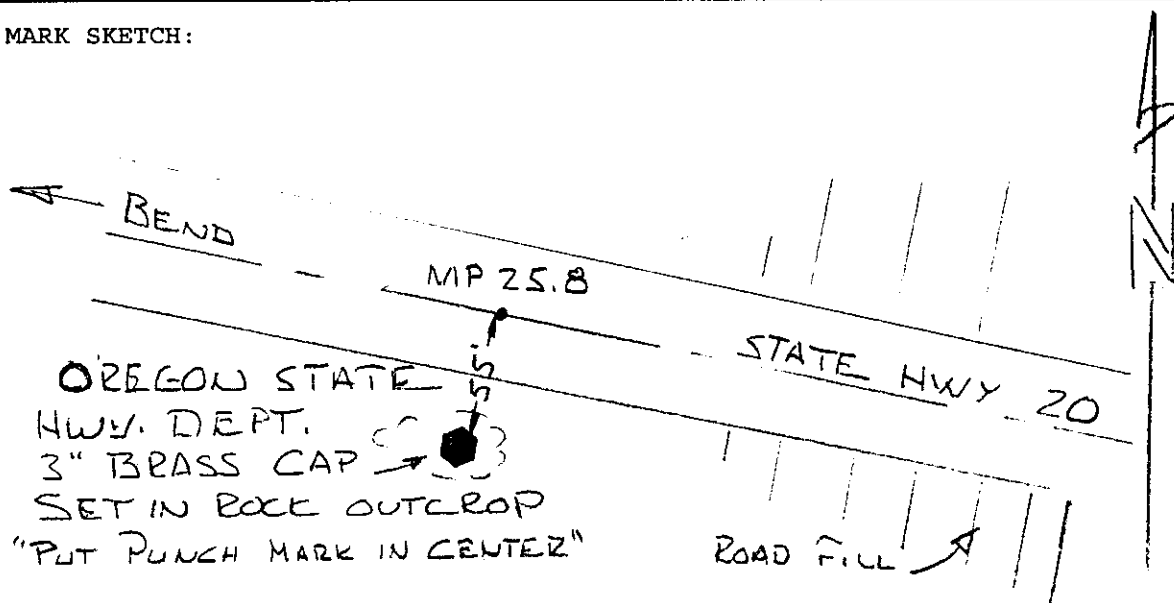 MARK SKETCH:
BEND
MP 25.8
STATE HWY 20
55'
OREGON STATE
HWY. DEPT.
3" BRASS CAP
SET IN ROCK OUTCROP
"PUT PUNCH MARK IN CENTER"
ROAD FILL
N